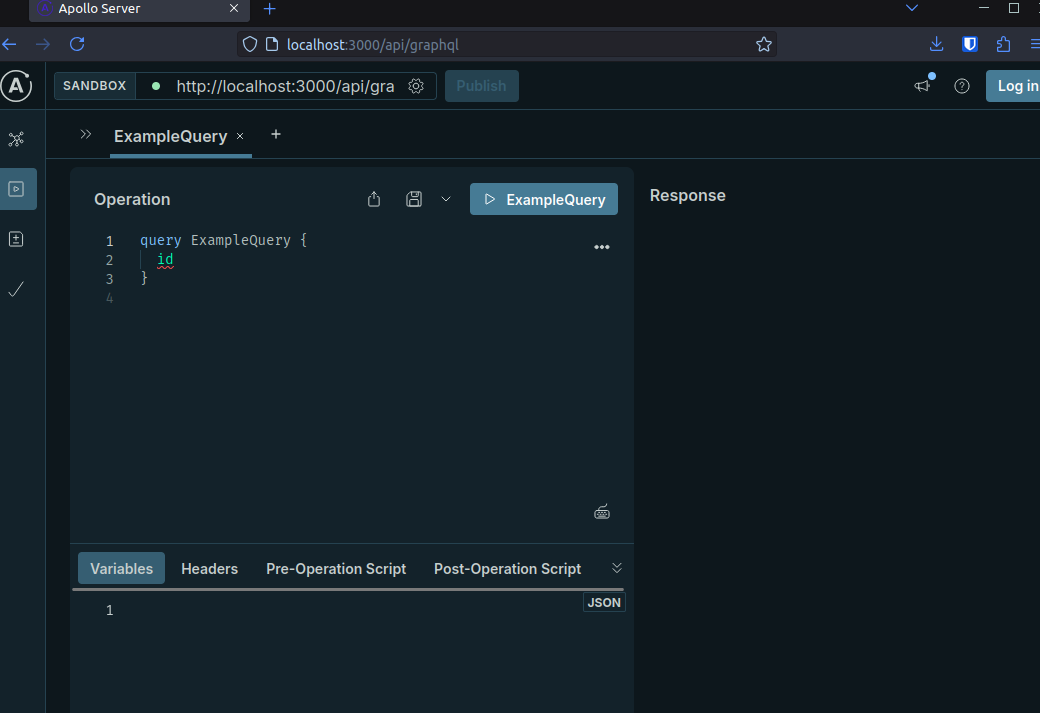 Apollo Server
localhost:3000/api/graphql
SANDBOX
http://localhost:3000/api/gra
Publish
Log in
ExampleQuery
Operation
ExampleQuery
Response
1 query ExampleQuery {
2 id
3 }
4
Variables
Headers
Pre-Operation Script
Post-Operation Script
1
JSON